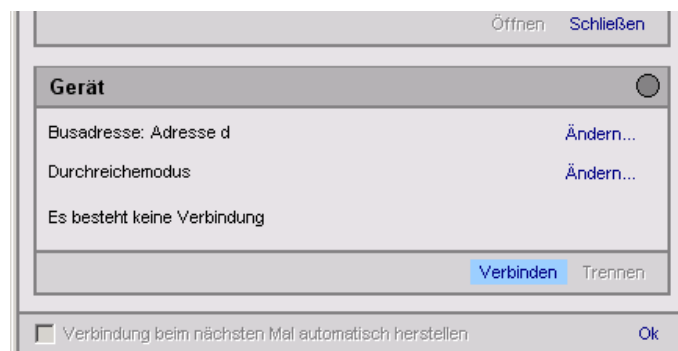 Öffnen Schließen
Gerät
Busadresse: Adresse d Ändern...
Durchreichemodus Ändern...
Es besteht keine Verbindung
Verbinden Trennen
Verbindung beim nächsten Mal automatisch herstellen Ok